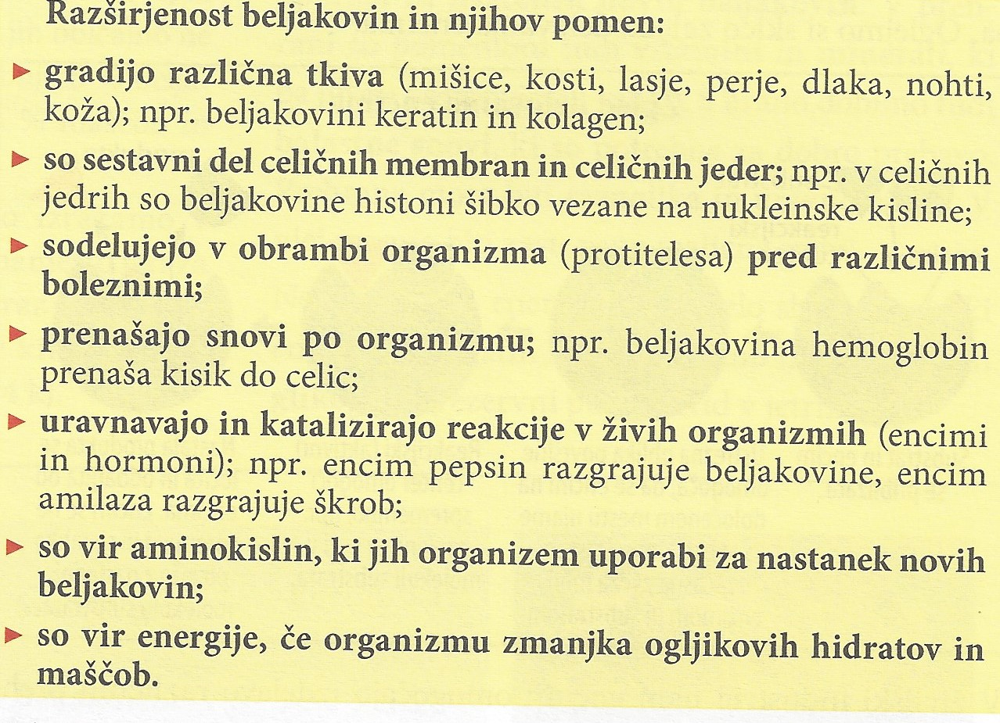 Razširjenost beljakovin in njihov pomen:
► gradijo različna tkiva (mišice, kosti, lasje, perje, dlaka, nohti,
koža); npr. beljakovini keratin in kolagen;
► so sestavni del celičnih membran in celičnih jeder; npr. v celičnih
jedrih so beljakovine histoni šibko vezane na nukleinske kisline;
► sodelujejo v obrambi organizma (protitelesa) pred različnimi
boleznimi;
► prenašajo snovi po organizmu; npr. beljakovina hemoglobin
prenaša kisik do celic;
► uravnavajo in katalizirajo reakcije v živih organizmih (encimi
in hormoni); npr. encim pepsin razgrajuje beljakovine, encim
amilaza razgrajuje škrob;
► so vir aminokislin, ki jih organizem uporabi za nastanek novih
beljakovin;
► so vir energije, če organizmu zmanjka ogljikovih hidratov in
maščob.